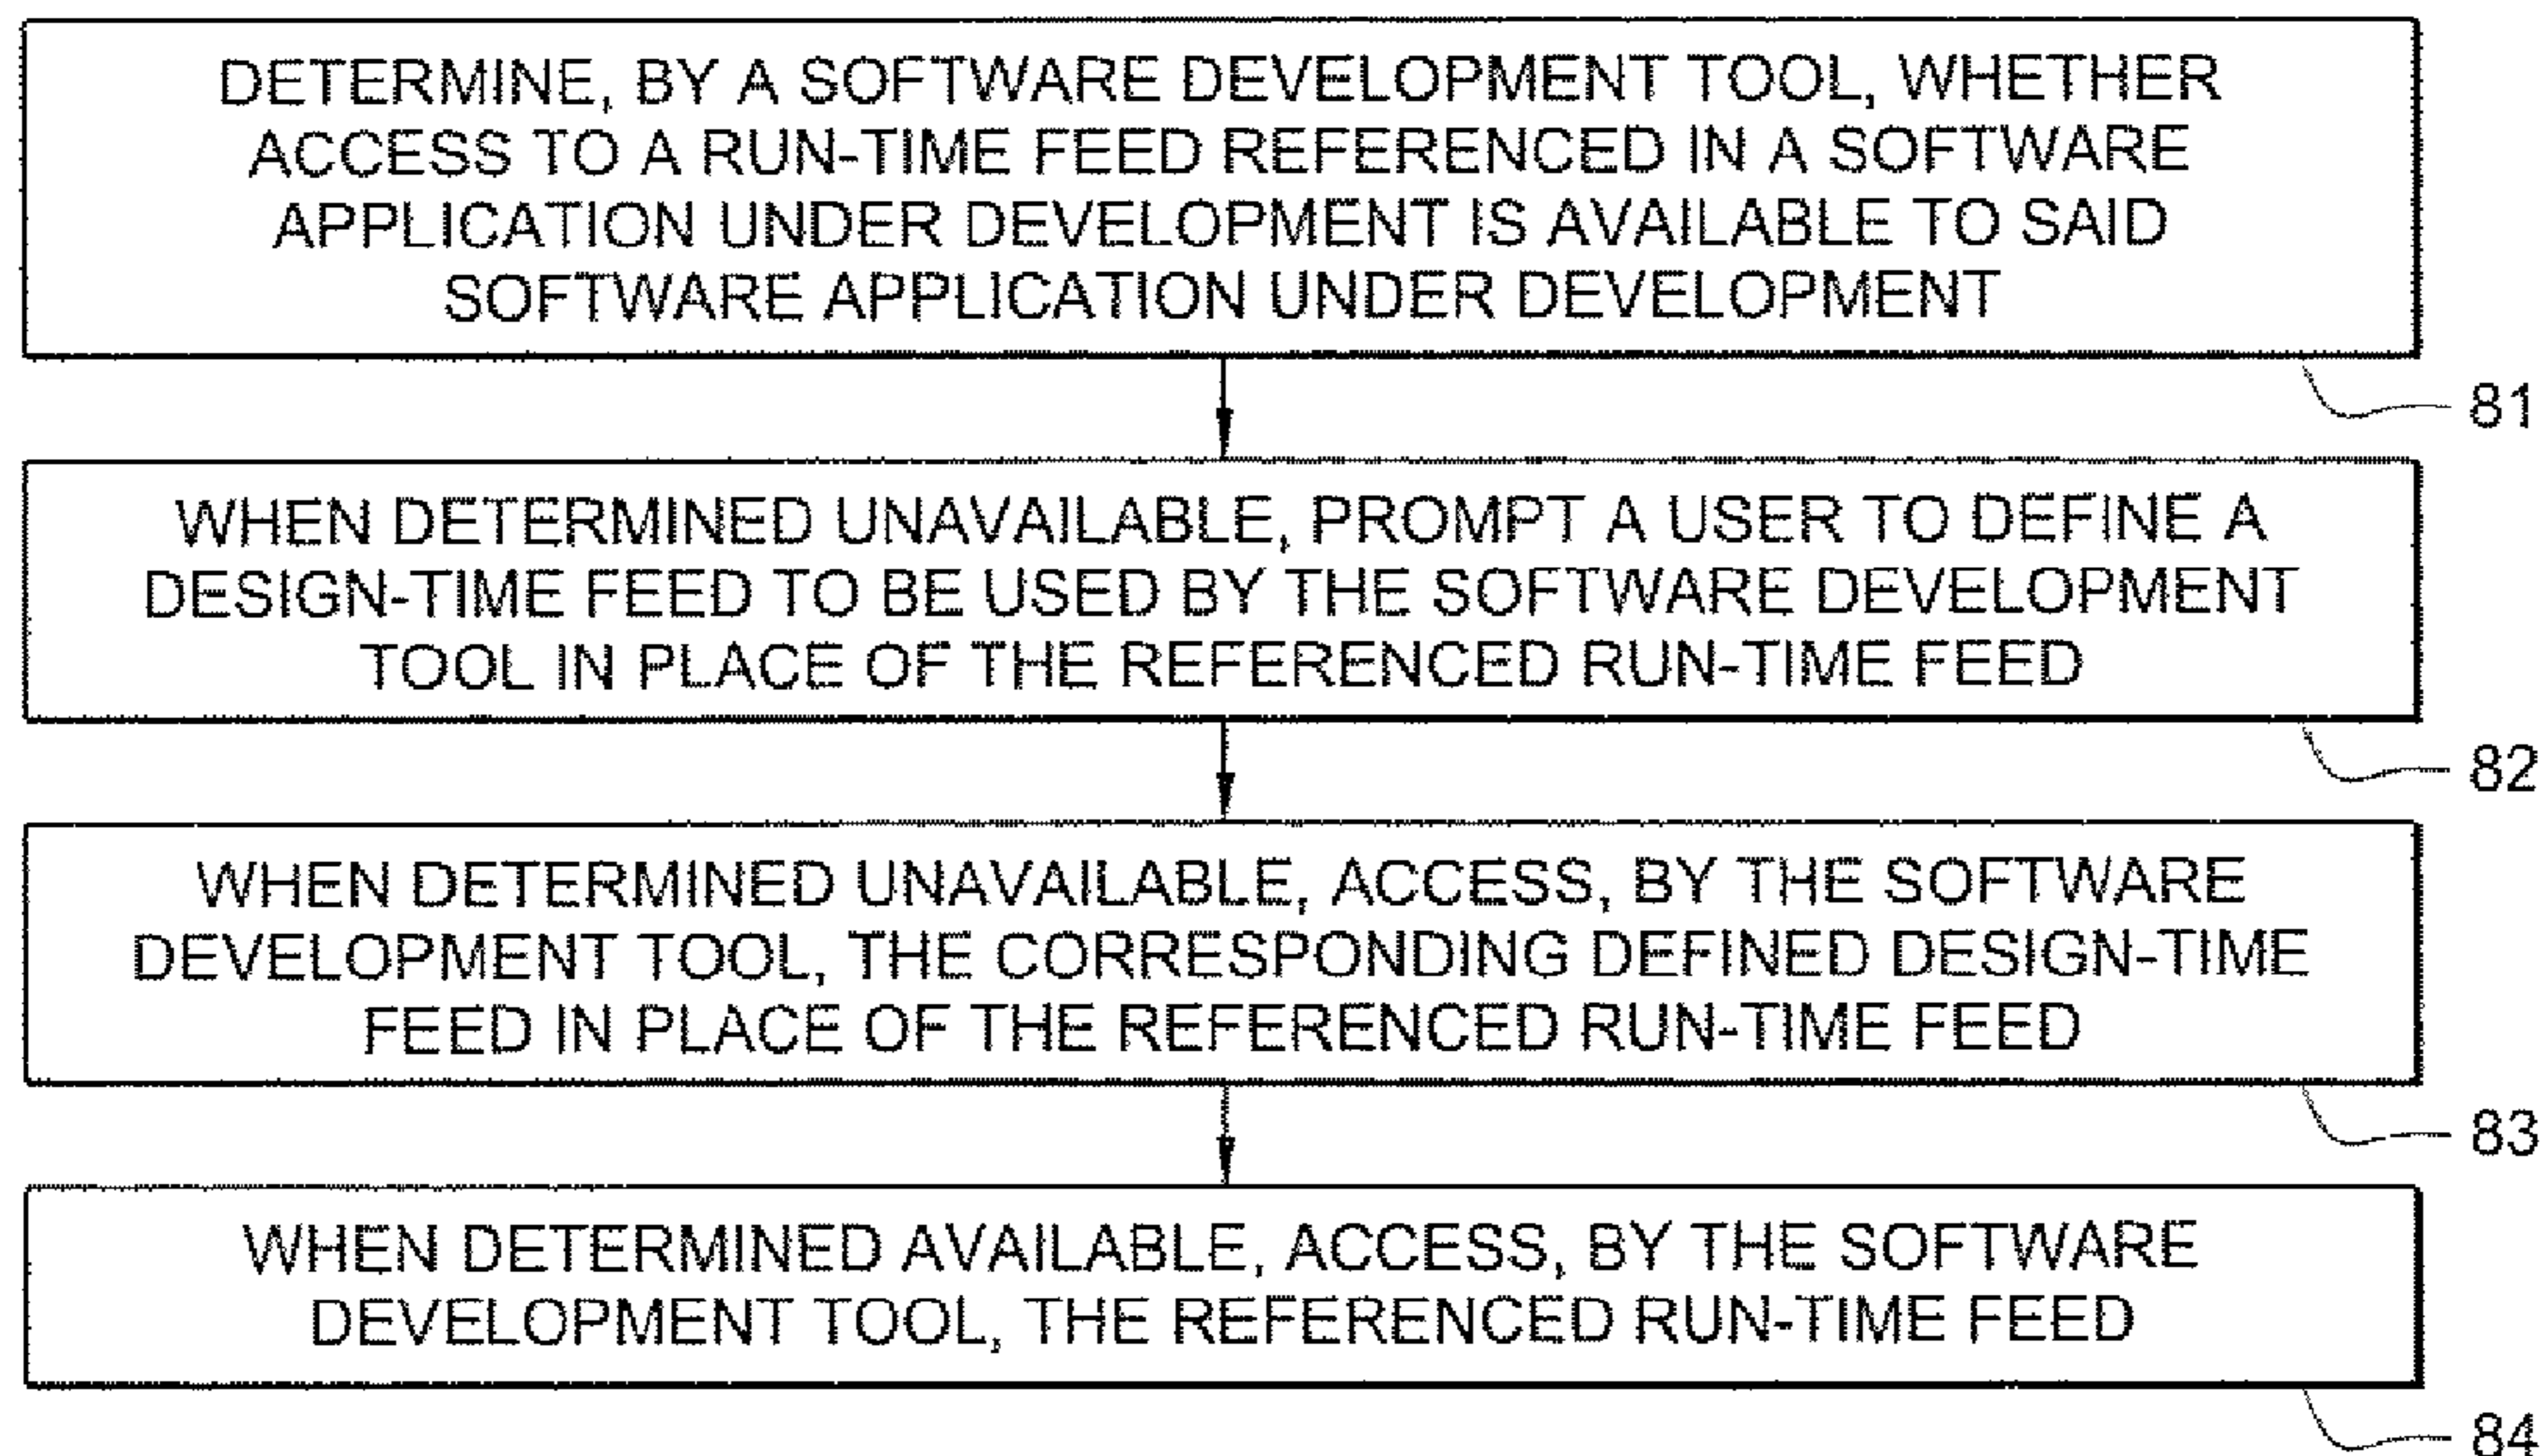 DETERMINE, BY A SOFTWARE DEVELOPMENT TOOL, WHETHER
ACCESS TO A RUN-TIME FEED REFERENCED IN A SOFTWARE
APPLICATION UNDER DEVELOPMENT IS AVAILABLE TO SAID
SOFTWARE APPLICATION UNDER DEVELOPMENT
81
WHEN DETERMINED UNAVAILABLE, PROMPT A USER TO DEFINE A
DESIGN-TIME FEED TO BE USED BY THE SOFTWARE DEVELOPMENT
TOOL IN PLACE OF THE REFERENCED RUN-TIME FEED
82
WHEN DETERMINED UNAVAILABLE, ACCESS, BY THE SOFTWARE
DEVELOPMENT TOOL, THE CORRESPONDING DEFINED DESIGN-TIME
FEED IN PLACE OF THE REFERENCED RUN-TIME FEED
83
WHEN DETERMINED AVAILABLE, ACCESS, BY THE SOFTWARE
DEVELOPMENT TOOL, THE REFERENCED RUN-TIME FEED
84